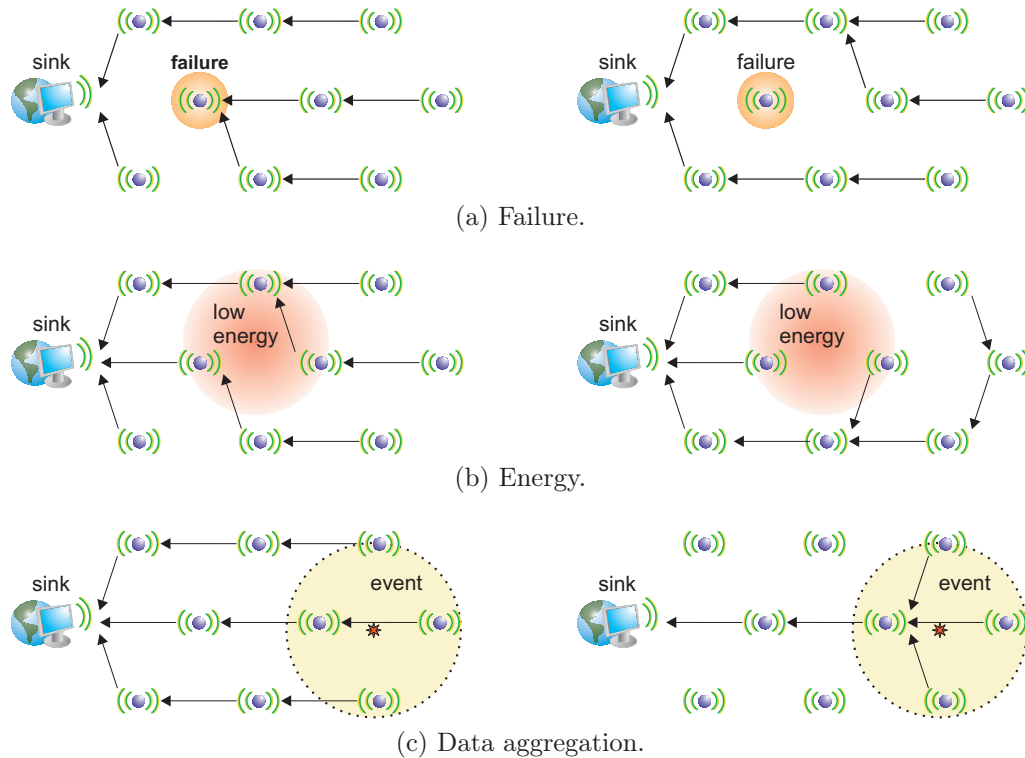 sink
failure
sink
failure
(a) Failure.
sink
low
energy
sink
low
energy
(b) Energy.
sink
event
sink
event
(c) Data aggregation.